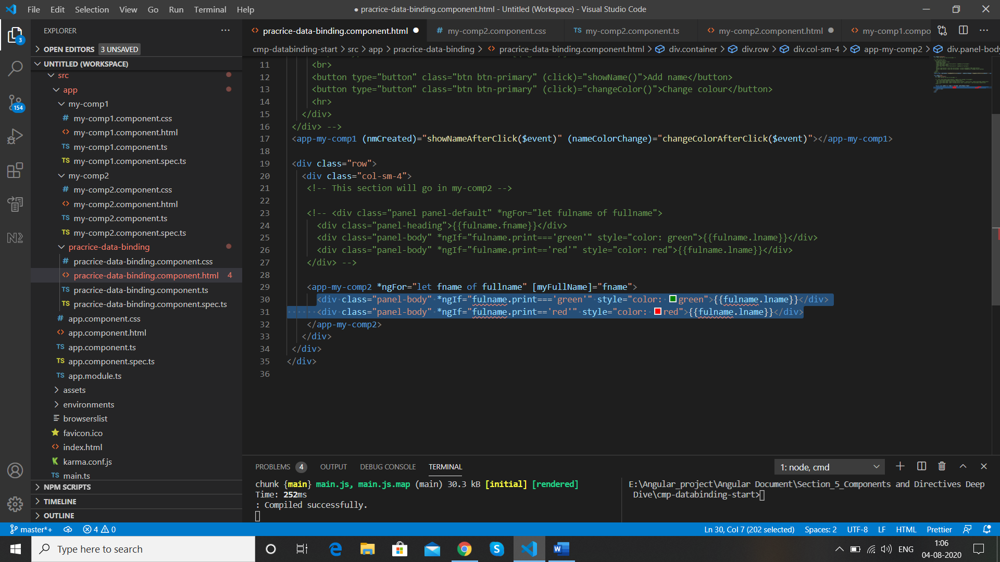 File Edit Selection View Go Run Terminal Help
● pracrice-data-binding.component.html - Untitled (Workspace) - Visual Studio Code
EXPLORER ···
pracrice-data-binding.component.html ●
# my-comp2.component.css
TS my-comp2.component.ts
my-comp2.component.html ●
my-comp1.compo
3
OPEN EDITORS 3 UNSAVED
cmp-databinding-start > src > app > pracrice-data-binding > pracrice-data-binding.component.html > div.container > div.row > div.col-sm-4 > app-my-comp2 > div.panel-body
UNTITLED (WORKSPACE)
src
app
my-comp1
# my-comp1.component.css
my-comp1.component.html
TS my-comp1.component.ts
TS my-comp1.component.spec.ts
my-comp2
# my-comp2.component.css
my-comp2.component.html
TS my-comp2.component.ts
TS my-comp2.component.spec.ts
pracrice-data-binding
# pracrice-data-binding.component.css
pracrice-data-binding.component.html 4
TS pracrice-data-binding.component.ts
TS pracrice-data-binding.component.spec.ts
# app.component.css
app.component.html
TS app.component.ts
TS app.component.spec.ts
TS app.module.ts
assets
environments
browserslist
favicon.ico
index.html
karma.conf.js
TS main.ts
NPM SCRIPTS
TIMELINE
OUTLINE
154
11 <br>
12 <button type="button" class="btn btn-primary" (click)="showName()">Add name</button>
13 <button type="button" class="btn btn-primary" (click)="changeColor()">Change colour</button>
14 <hr>
15 </div>
16 </div> -->
17 <app-my-comp1 (nmCreated)="showNameAfterClick($event)" (nameColorChange)="changeColorAfterClick($event)"></app-my-comp1>
18
19 <div class="row">
20 <div class="col-sm-4">
21 <!-- This section will go in my-comp2 -->
22
23 <!-- <div class="panel panel-default" *ngFor="let fulname of fullname">
24 <div class="panel-heading">{{fulname.fname}}</div>
25 <div class="panel-body" *ngIf="fulname.print==='green'" style="color: green">{{fulname.lname}}</div>
26 <div class="panel-body" *ngIf="fulname.print=='red'" style="color: red">{{fulname.lname}}</div>
27 </div> -->
28
29 <app-my-comp2 *ngFor="let fname of fullname" [myFullName]="fname">
30 <div class="panel-body" *ngIf="fulname.print==='green'" style="color: green">{{fulname.lname}}</div>
31 <div class="panel-body" *ngIf="fulname.print=='red'" style="color: red">{{fulname.lname}}</div>
32 </app-my-comp2>
33 </div>
34 </div>
35 </div>
36
PROBLEMS 4 OUTPUT DEBUG CONSOLE TERMINAL
1: node, cmd
chunk {main} main.js, main.js.map (main) 30.3 kB [initial] [rendered]
Time: 252ms
: Compiled successfully.
E:\Angular_project\Angular Document\Section_5_Components and Directives Deep
Dive\cmp-databinding-start>
master*+ 4 0
Ln 30, Col 7 (202 selected) Spaces: 2 UTF-8 LF HTML Prettier
Type here to search
ENG
1:06
04-08-2020